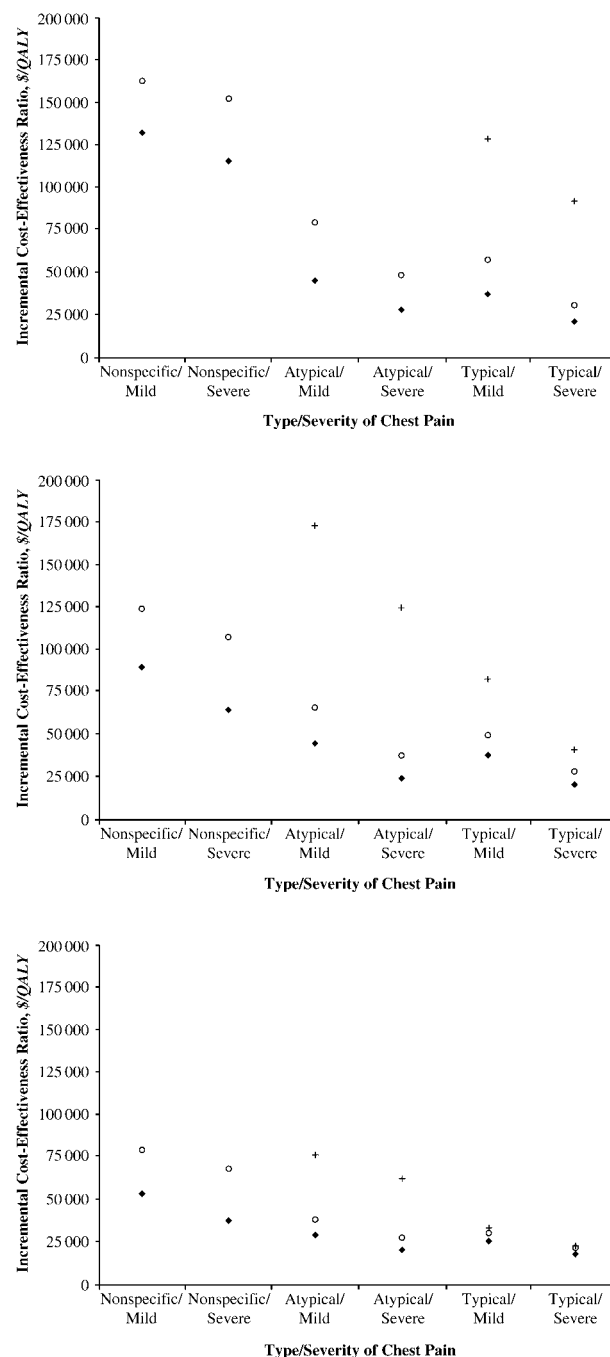 Incremental Cost-Effectiveness Ratio, $/QALY
200 000
175 000
150 000
125 000
100 000
75 000
50 000
25 000
0
Nonspecific/ Nonspecific/ Atypical/ Atypical/ Typical/ Typical/
Mild Severe Mild Severe Mild Severe
Type/Severity of Chest Pain
Incremental Cost-Effectiveness Ratio, $/QALY
200 000
175 000
150 000
125 000
100 000
75 000
50 000
25 000
0
Nonspecific/ Nonspecific/ Atypical/ Atypical/ Typical/ Typical/
Mild Severe Mild Severe Mild Severe
Type/Severity of Chest Pain
Incremental Cost-Effectiveness Ratio, $/QALY
200 000
175 000
150 000
125 000
100 000
75 000
50 000
25 000
0
Nonspecific/ Nonspecific/ Atypical/ Atypical/ Typical/ Typical/
Mild Severe Mild Severe Mild Severe
Type/Severity of Chest Pain